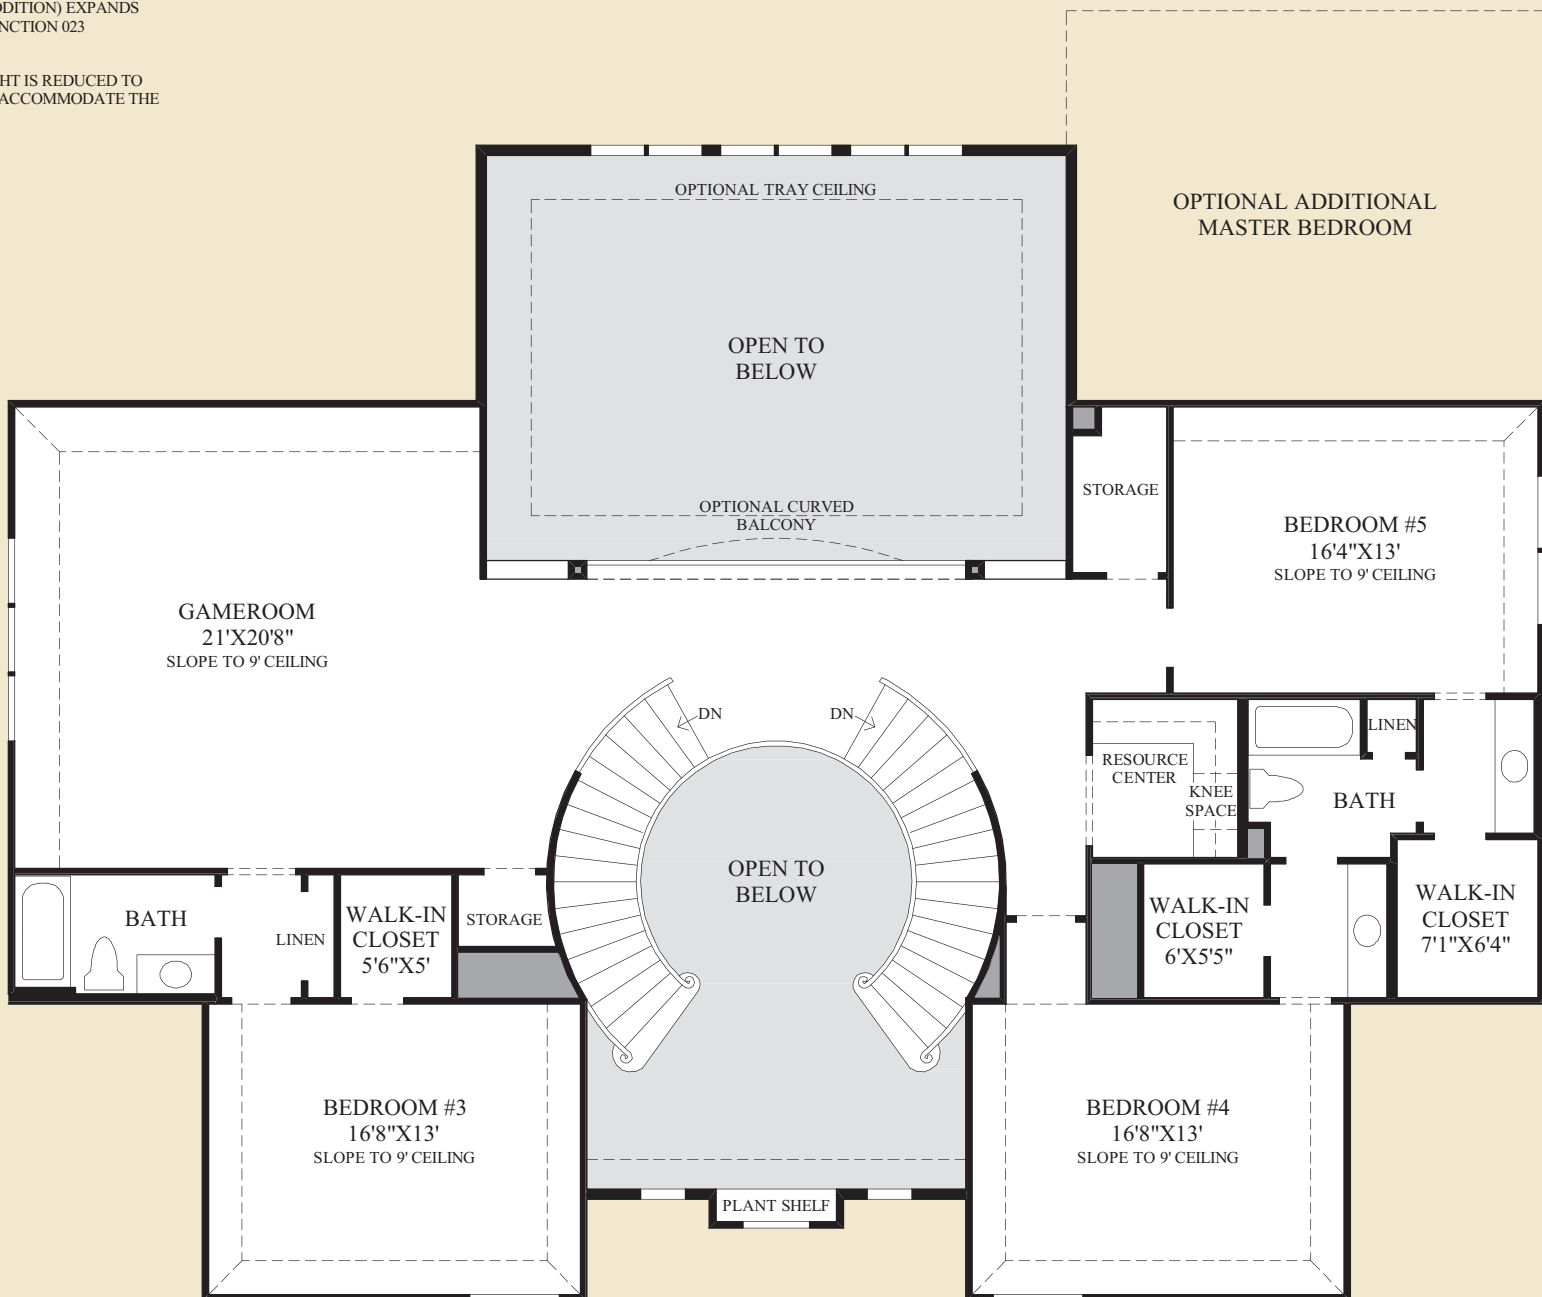 EXPANDS
023
IS REDUCED TO
ACCOMMODATE THE
OPTIONAL TRAY CEILING
OPTIONAL ADDITIONAL
MASTER BEDROOM
OPEN TO
BELOW
STORAGE
OPTIONAL CURVED
BALCONY
BEDROOM #5
16'4"X13'
SLOPE TO 9' CEILING
GAMEROOM
21'X20'8"
SLOPE TO 9' CEILING
DN
DN
LINEN
RESOURCE
CENTER
KNEE
SPACE
BATH
OPEN TO
BELOW
BATH
LINEN
WALK-IN
CLOSET
5'6"X5'
STORAGE
WALK-IN
CLOSET
6'X5'5"
WALK-IN
CLOSET
7'1"X6'4"
BEDROOM #3
16'8"X13'
SLOPE TO 9' CEILING
BEDROOM #4
16'8"X13'
SLOPE TO 9' CEILING
PLANT SHELF